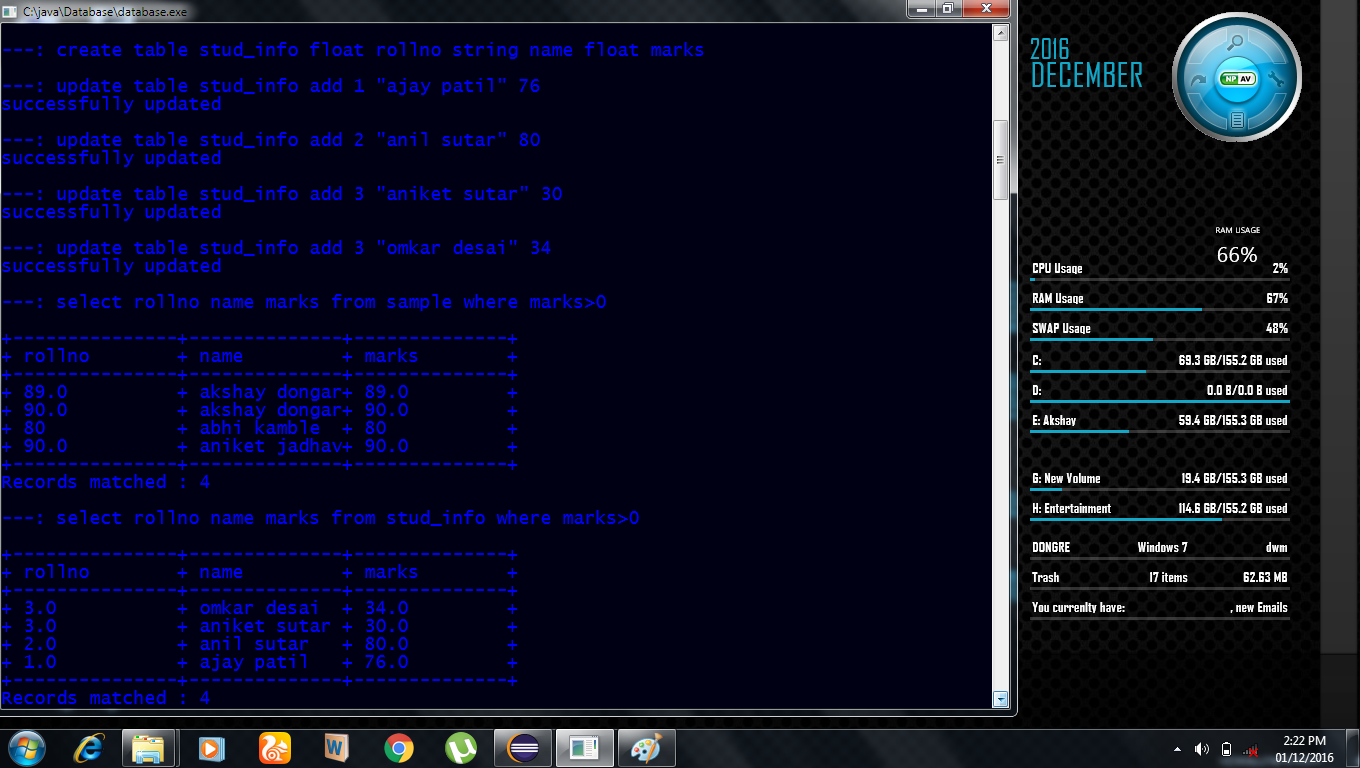 C:\java\Database\database.exe
---: create table stud_info float rollno string name float marks
---: update table stud_info add 1 "ajay patil" 76
successfully updated
---: update table stud_info add 2 "anil sutar" 80
successfully updated
---: update table stud_info add 3 "aniket sutar" 30
successfully updated
---: update table stud_info add 3 "omkar desai" 34
successfully updated
---: select rollno name marks from sample where marks>0
+---------------+--------------+--------------+
+ rollno        + name         + marks        +
+---------------+--------------+--------------+
+ 89.0          + akshay dongar+ 89.0         +
+ 90.0          + akshay dongar+ 90.0         +
+ 80            + abhi kamble  + 80           +
+ 90.0          + aniket jadhav+ 90.0         +
+---------------+--------------+--------------+
Records matched : 4
---: select rollno name marks from stud_info where marks>0
+---------------+--------------+--------------+
+ rollno        + name         + marks        +
+---------------+--------------+--------------+
+ 3.0           + omkar desai  + 34.0         +
+ 3.0           + aniket sutar + 30.0         +
+ 2.0           + anil sutar   + 80.0         +
+ 1.0           + ajay patil   + 76.0         +
+---------------+--------------+--------------+
Records matched : 4
2016
DECEMBER
NP AV
RAM USAGE
66%
CPU Usage 2%
RAM Usage 67%
SWAP Usage 48%
C: 69.3 GB/155.2 GB used
D: 0.0 B/0.0 B used
E: Akshay 59.4 GB/155.3 GB used
G: New Volume 19.4 GB/155.3 GB used
H: Entertainment 114.6 GB/155.2 GB used
DONGRE Windows 7 dwm
Trash 17 items 62.63 MB
You currenlty have: , new Emails
2:22 PM
01/12/2016